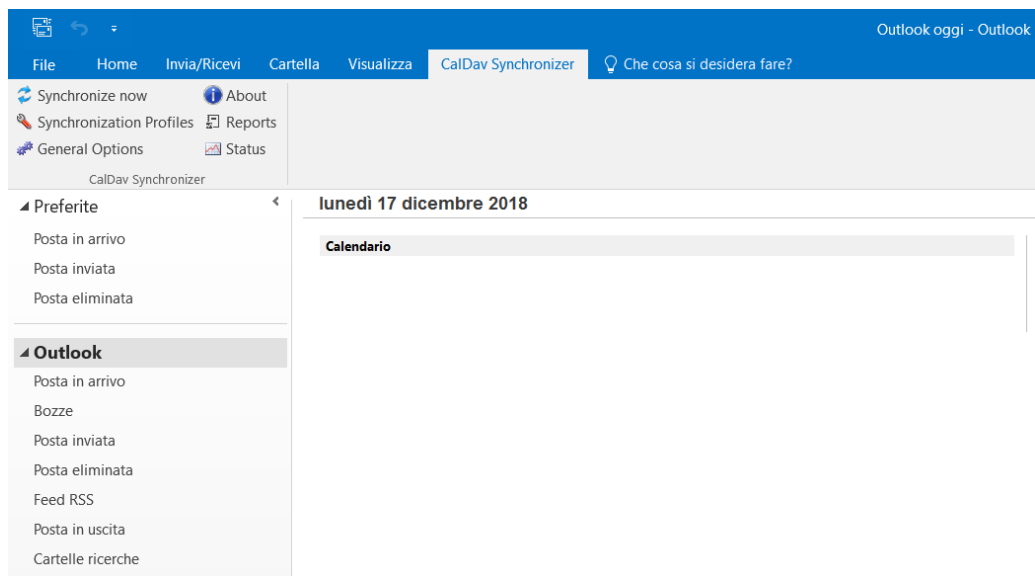 Outlook oggi - Outlook
File Home Invia/Ricevi Cartella Visualizza CalDav Synchronizer Che cosa si desidera fare?
Synchronize now About
Synchronization Profiles Reports
General Options Status
CalDav Synchronizer
Preferite
Posta in arrivo
Posta inviata
Posta eliminata
Outlook
Posta in arrivo
Bozze
Posta inviata
Posta eliminata
Feed RSS
Posta in uscita
Cartelle ricerche
lunedì 17 dicembre 2018
Calendario